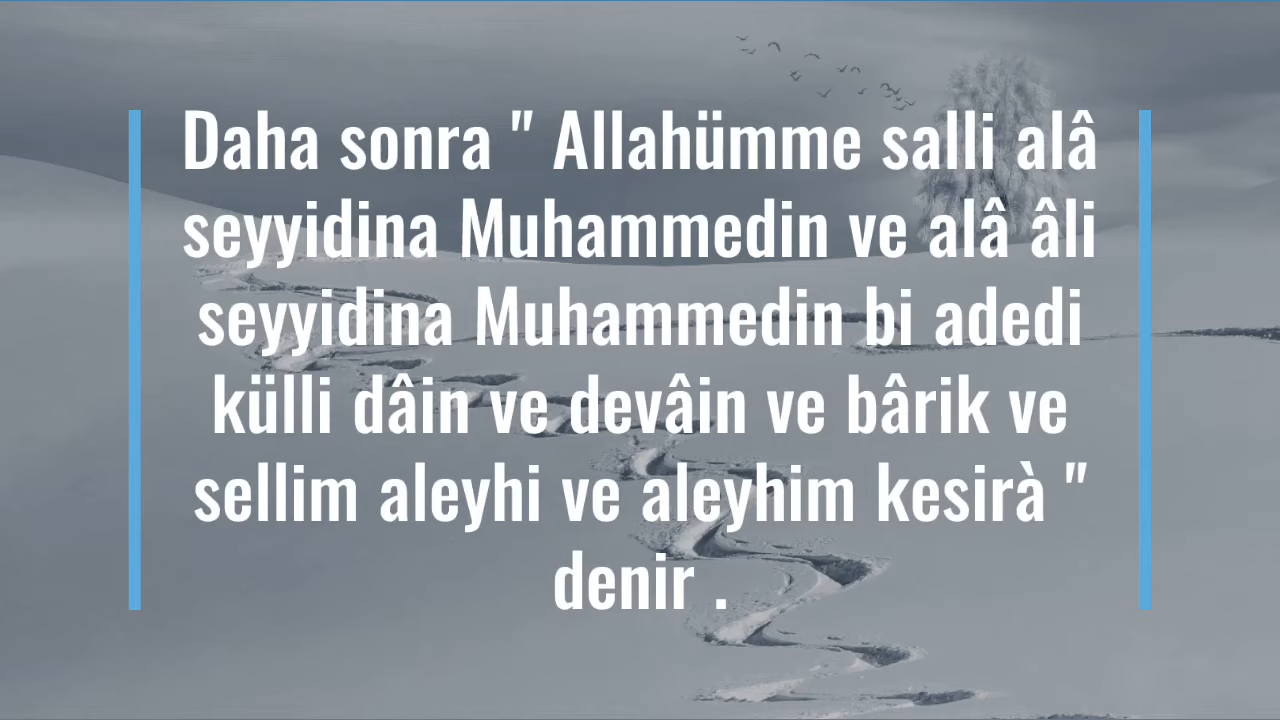 Daha sonra " Allahümme salli alâ
seyyidina Muhammedin ve alâ âli
seyyidina Muhammedin bi adedi
külli dâin ve devâin ve bârik ve
sellim aleyhi ve aleyhim kesirà "
denir .